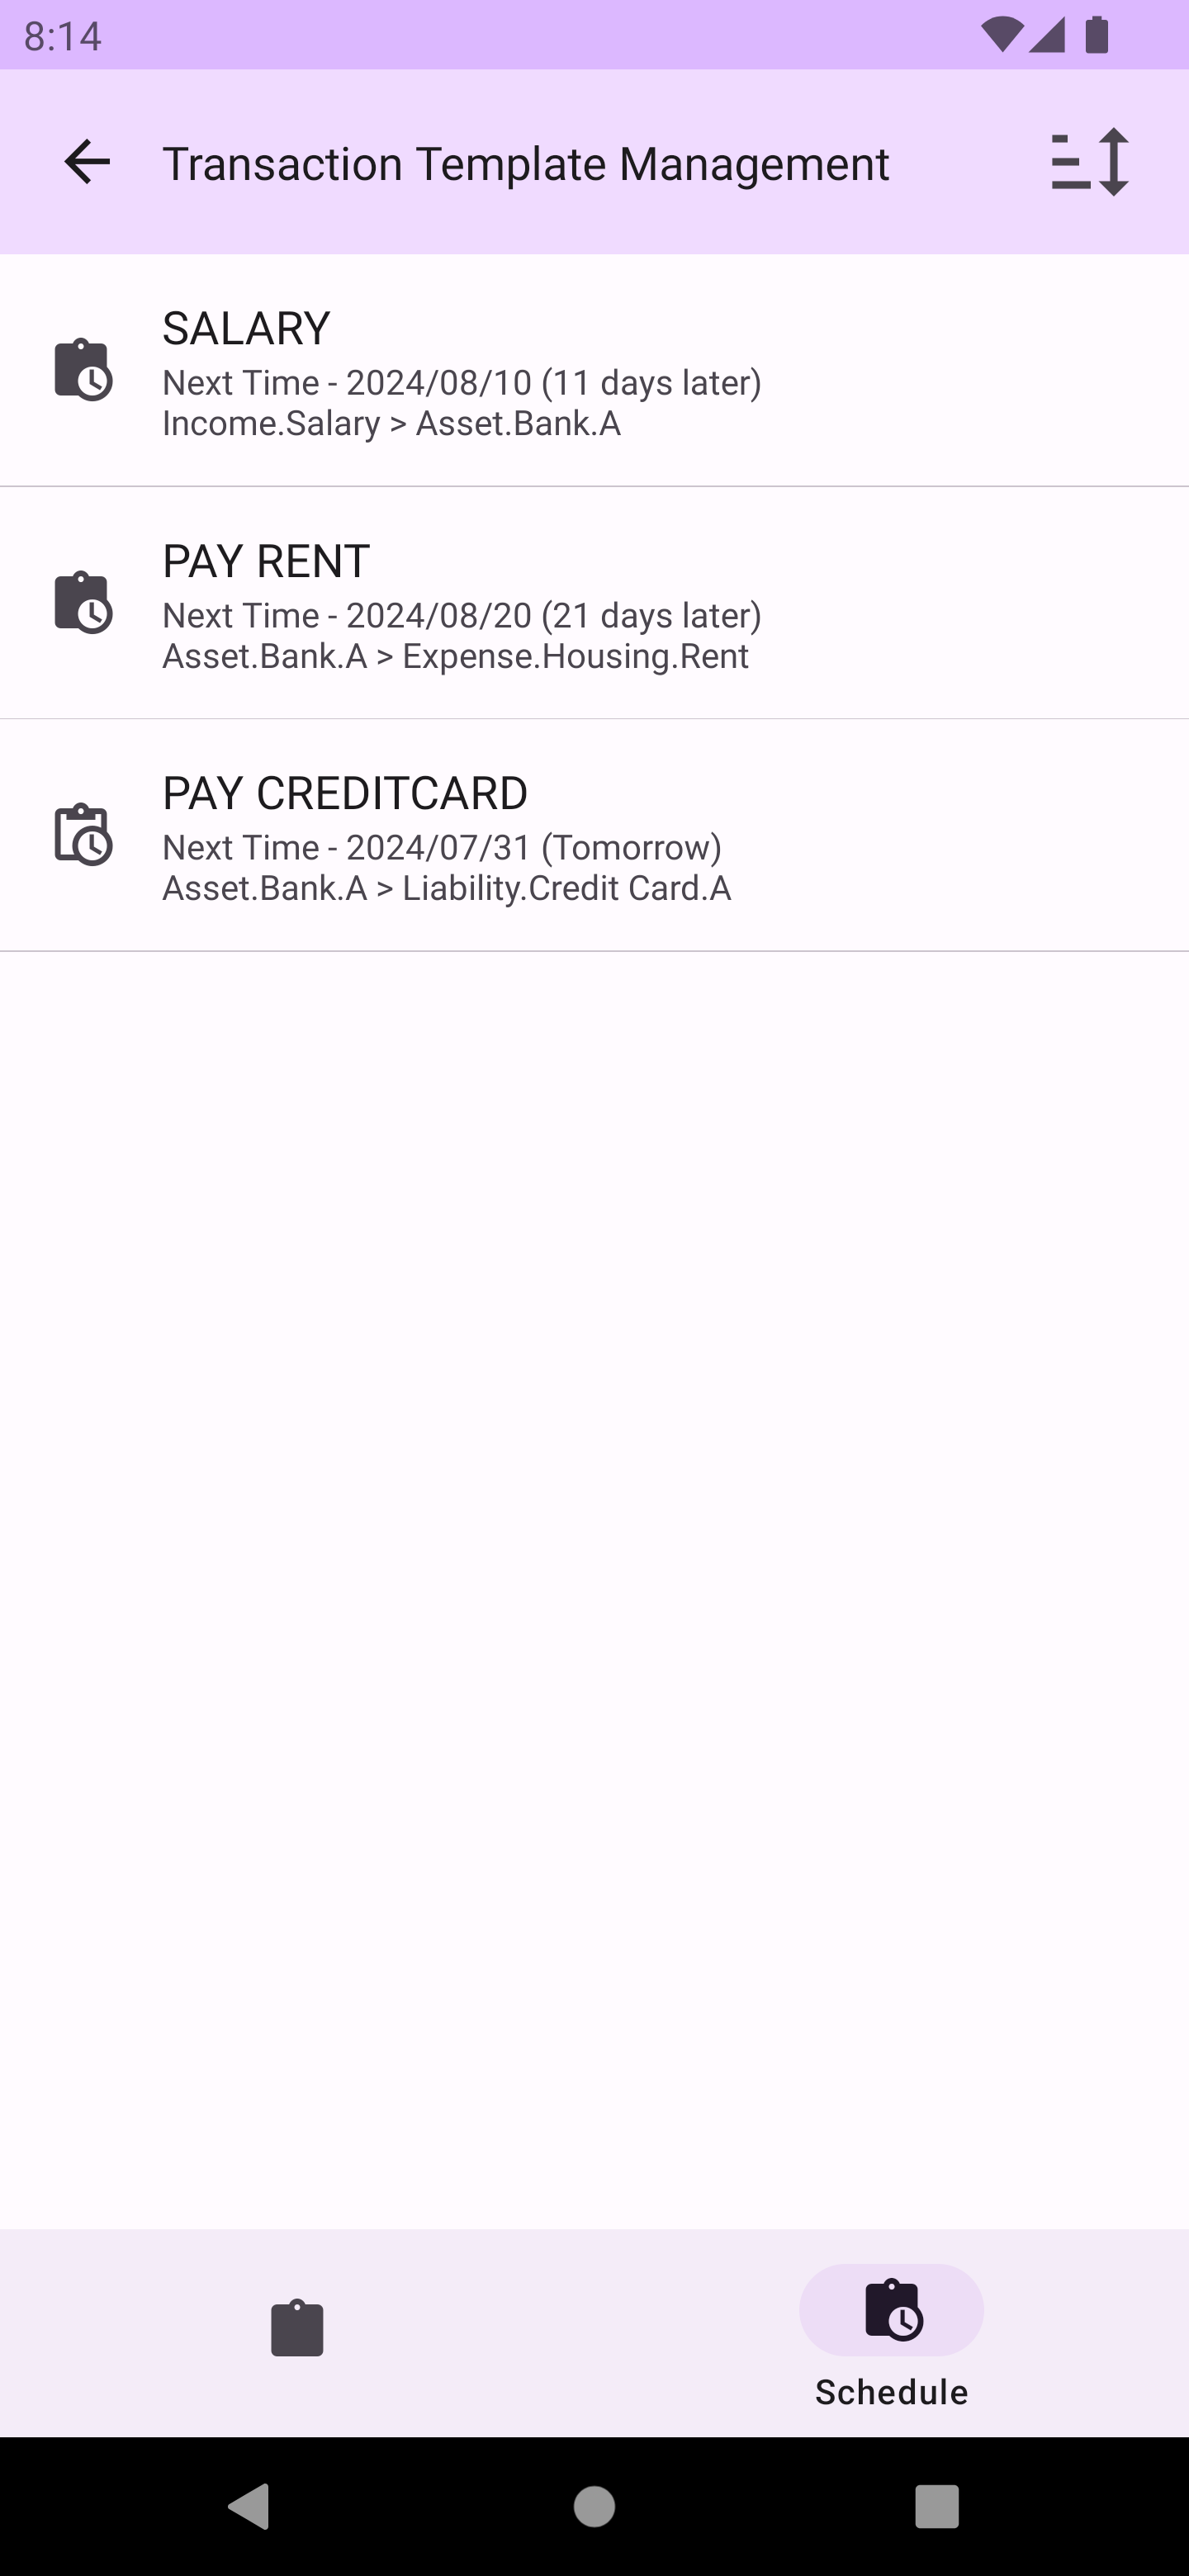 8:14
Transaction Template Management
SALARY
Next Time - 2024/08/10 (11 days later)
Income.Salary > Asset.Bank.A
PAY RENT
Next Time - 2024/08/20 (21 days later)
Asset.Bank.A > Expense.Housing.Rent
PAY CREDITCARD
Next Time - 2024/07/31 (Tomorrow)
Asset.Bank.A > Liability.Credit Card.A
Schedule